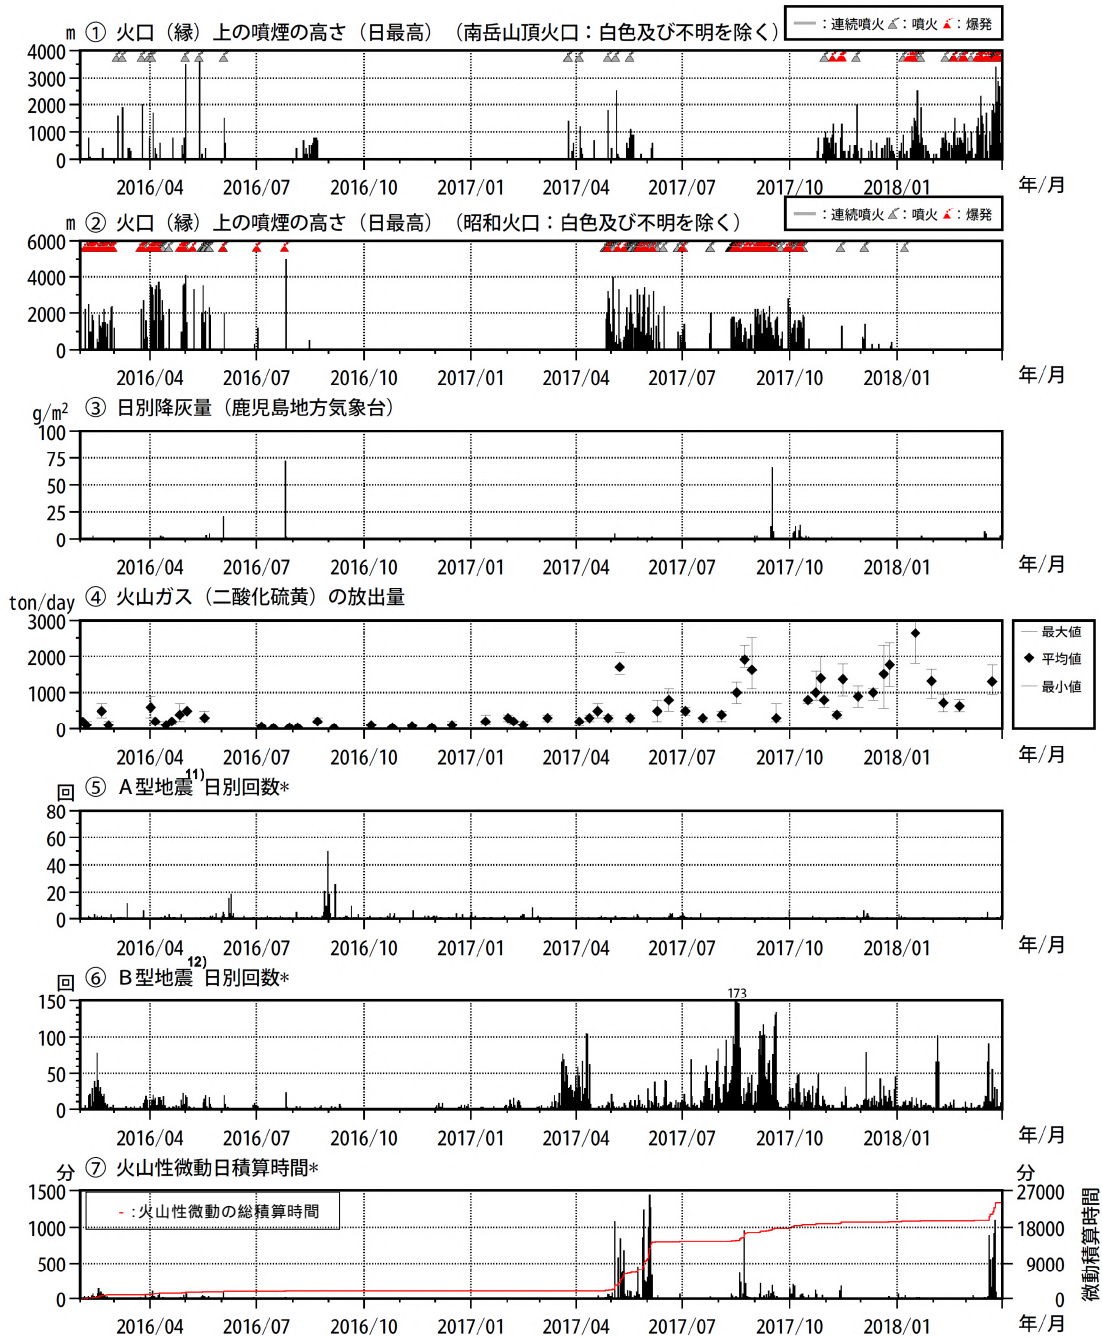 m ① 火口（縁）上の噴煙の高さ（日最高）（南岳山頂火口：白色及び不明を除く）
：連続噴火 ：噴火 ：爆発
4000
3000
2000
1000
0
2016/04 2016/07 2016/10 2017/01 2017/04 2017/07 2017/10 2018/01 年/月
m ② 火口（縁）上の噴煙の高さ（日最高）（昭和火口：白色及び不明を除く）
：連続噴火 ：噴火 ：爆発
6000
4000
2000
0
2016/04 2016/07 2016/10 2017/01 2017/04 2017/07 2017/10 2018/01 年/月
g/m² ③ 日別降灰量（鹿児島地方気象台）
100
75
50
25
0
2016/04 2016/07 2016/10 2017/01 2017/04 2017/07 2017/10 2018/01 年/月
ton/day ④ 火山ガス（二酸化硫黄）の放出量
3000
2000
1000
0
最大値
平均値
最小値
2016/04 2016/07 2016/10 2017/01 2017/04 2017/07 2017/10 2018/01 年/月
回 ⑤ A型地震11)日別回数*
80
60
40
20
0
2016/04 2016/07 2016/10 2017/01 2017/04 2017/07 2017/10 2018/01 年/月
回 ⑥ B型地震12)日別回数*
173
150
100
50
0
2016/04 2016/07 2016/10 2017/01 2017/04 2017/07 2017/10 2018/01 年/月
分 ⑦ 火山性微動日積算時間* 分
1500 27000
：火山性微動の総積算時間
1000 18000
500 9000
0 0
微動積算時間
2016/04 2016/07 2016/10 2017/01 2017/04 2017/07 2017/10 2018/01 年/月